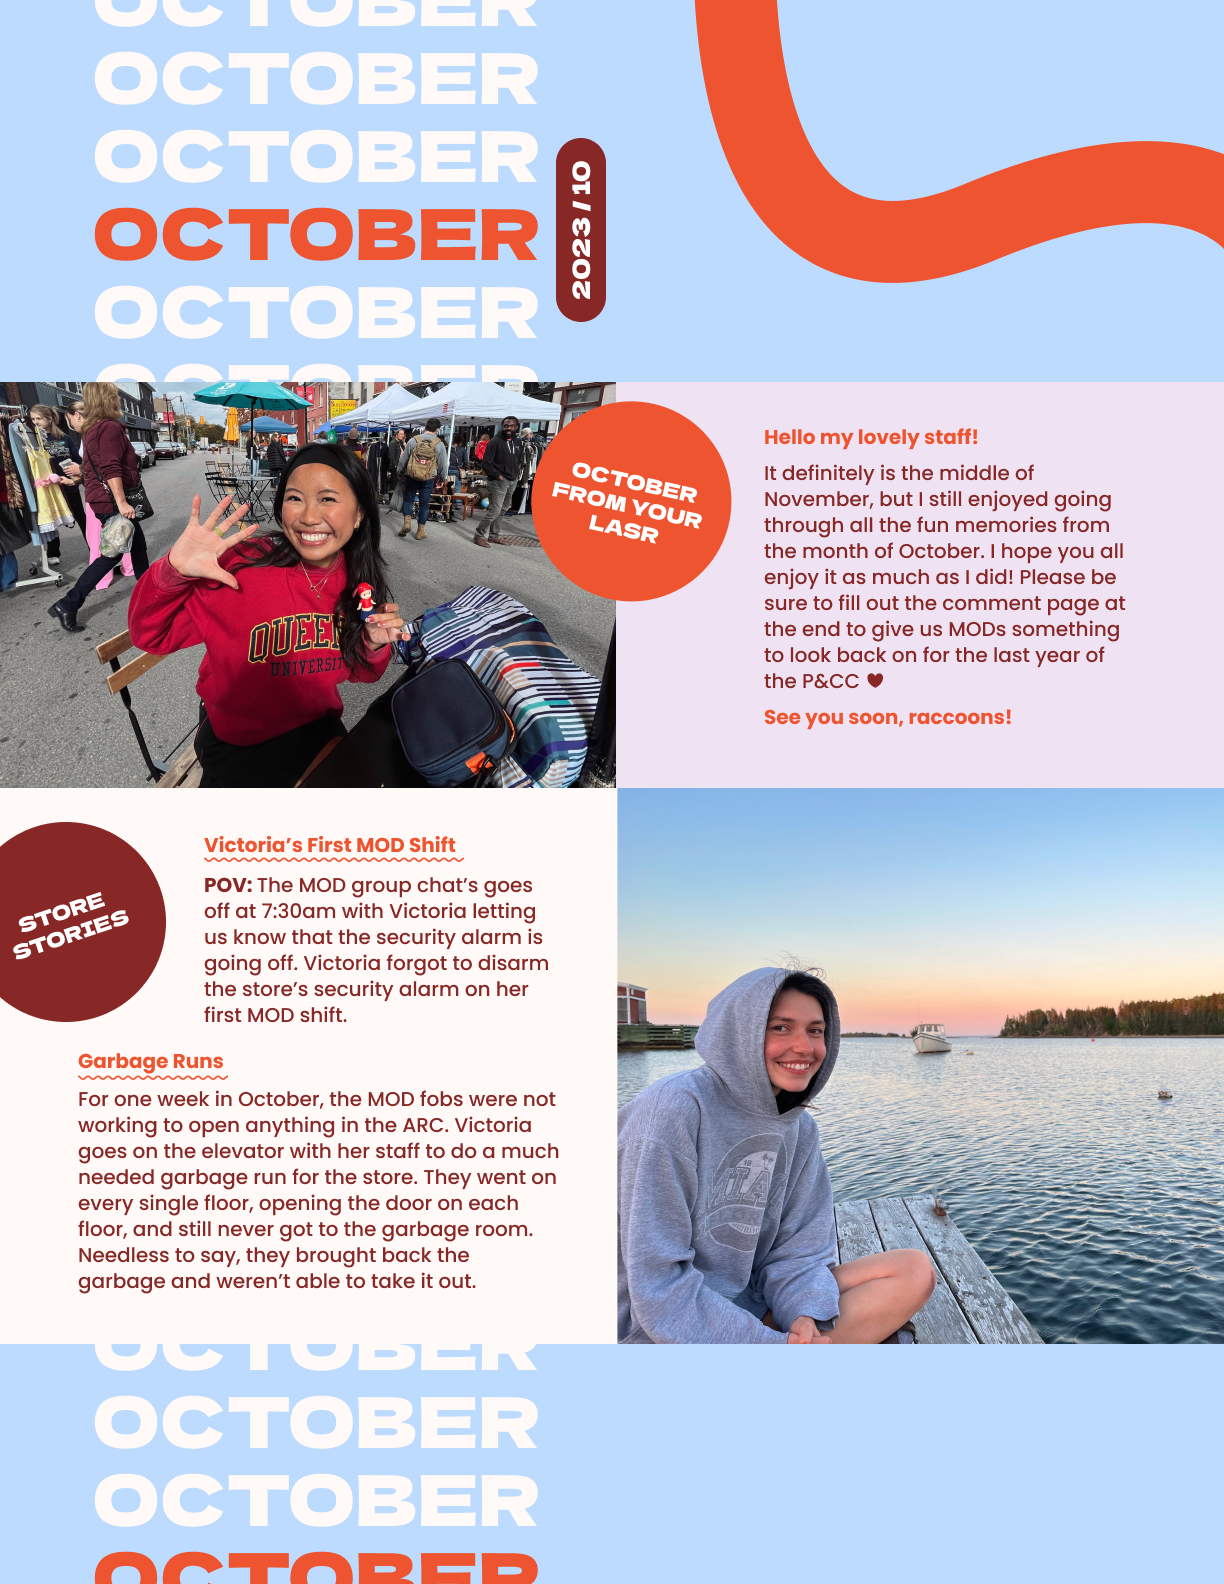 OCTOBER
OCTOBER
OCTOBER
OCTOBER
OCTOBER
OCTOBER
2023 / 10
OCTOBER
FROM YOUR
LASR
Hello my lovely staff!
It definitely is the middle of
November, but I still enjoyed going
through all the fun memories from
the month of October. I hope you all
enjoy it as much as I did! Please be
sure to fill out the comment page at
the end to give us MODs something
to look back on for the last year of
the P&CC
See you soon, raccoons!
QUEE
UNIVERSIT
STORE
STORIES
Victoria's First MOD Shift
POV: The MOD group chat's goes
off at 7:30am with Victoria letting
us know that the security alarm is
going off. Victoria forgot to disarm
the store's security alarm on her
first MOD shift.
Garbage Runs
For one week in October, the MOD fobs were not
working to open anything in the ARC. Victoria
goes on the elevator with her staff to do a much
needed garbage run for the store. They went on
every single floor, opening the door on each
floor, and still never got to the garbage room.
Needless to say, they brought back the
garbage and weren't able to take it out.
18
MIAM
OCTOBER
OCTOBER
OCTOBER
OCTOBER